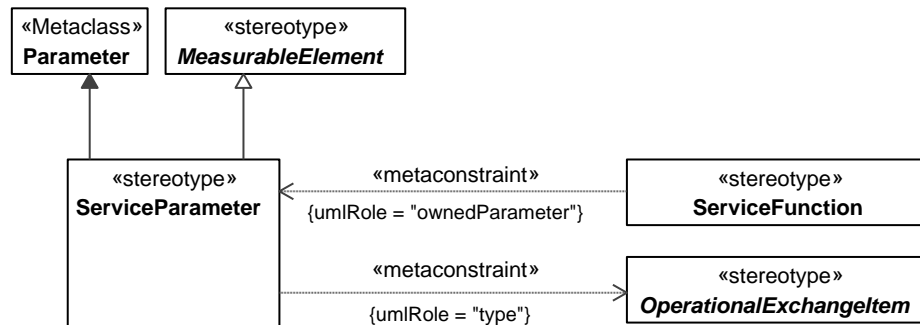 «Metaclass»
Parameter
«stereotype»
MeasurableElement
«stereotype»
ServiceParameter
«metaconstraint»
{umlRole = "ownedParameter"}
«stereotype»
ServiceFunction
«metaconstraint»
{umlRole = "type"}
«stereotype»
OperationalExchangeItem